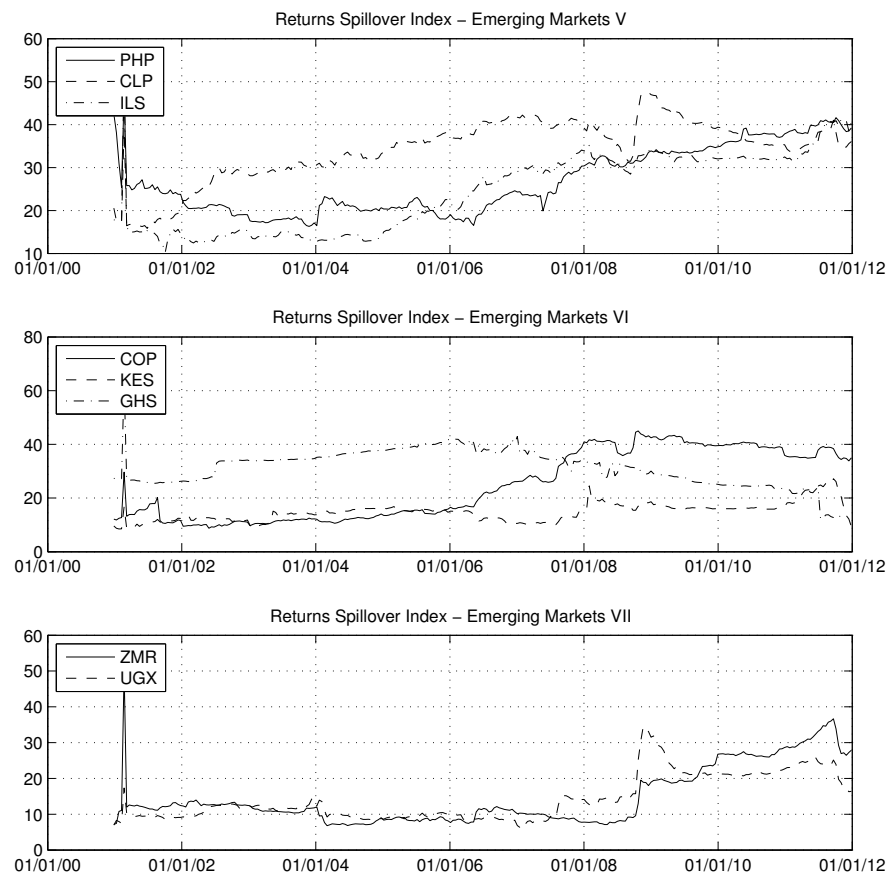 Returns Spillover Index – Emerging Markets V
60
50
40
30
20
10
PHP
CLP
ILS
01/01/00 01/01/02 01/01/04 01/01/06 01/01/08 01/01/10 01/01/12
Returns Spillover Index – Emerging Markets VI
80
60
40
20
0
COP
KES
GHS
01/01/00 01/01/02 01/01/04 01/01/06 01/01/08 01/01/10 01/01/12
Returns Spillover Index – Emerging Markets VII
60
50
40
30
20
10
0
ZMR
UGX
01/01/00 01/01/02 01/01/04 01/01/06 01/01/08 01/01/10 01/01/12